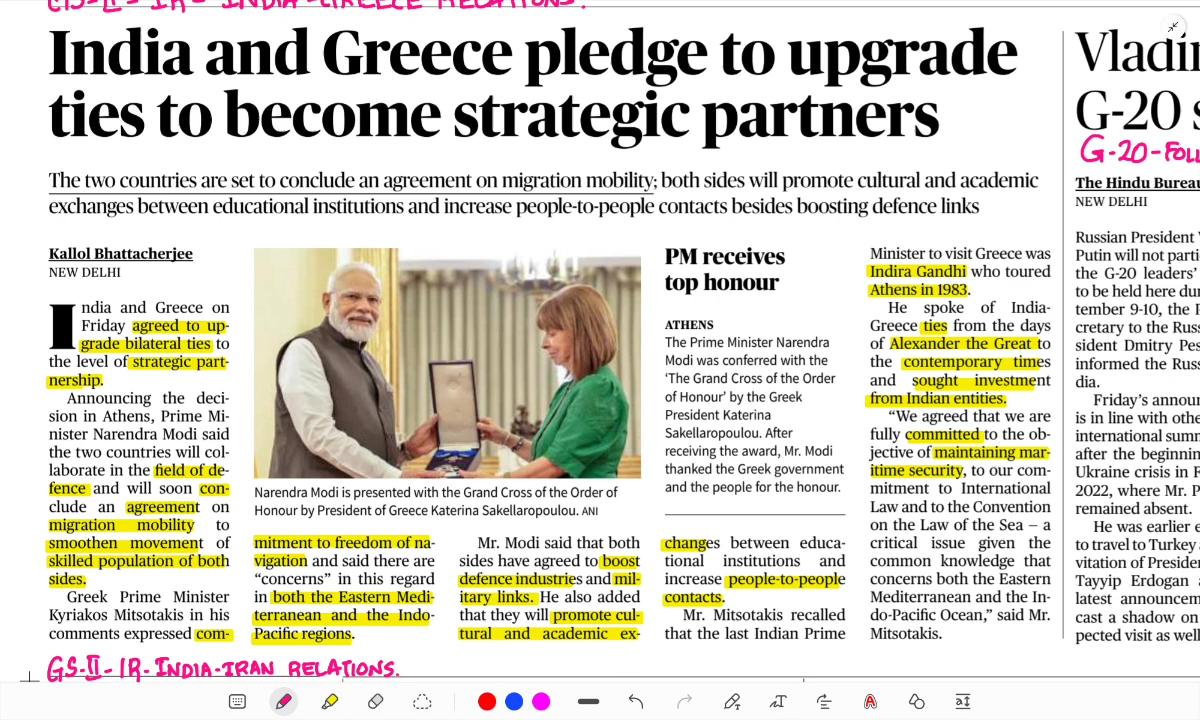 GS-II - IR - INDIA-GREECE RELATIONS.
India and Greece pledge to upgrade
ties to become strategic partners
The two countries are set to conclude an agreement on migration mobility; both sides will promote cultural and academic
exchanges between educational institutions and increase people-to-people contacts besides boosting defence links
Kallol Bhattacherjee
NEW DELHI
India and Greece on
Friday agreed to up-
grade bilateral ties to
the level of strategic part-
nership.
Announcing the deci-
sion in Athens, Prime Mi-
nister Narendra Modi said
the two countries will col-
laborate in the field of de-
fence and will soon con-
clude an agreement on
migration mobility to
smoothen movement of
skilled population of both
sides.
Greek Prime Minister
Kyriakos Mitsotakis in his
comments expressed com-
Narendra Modi is presented with the Grand Cross of the Order of
Honour by President of Greece Katerina Sakellaropoulou. ANI
mitment to freedom of na-
vigation and said there are
“concerns” in this regard
in both the Eastern Medi-
terranean and the Indo-
Pacific regions.
Mr. Modi said that both
sides have agreed to boost
defence industries and mil-
itary links. He also added
that they will promote cul-
tural and academic ex-
PM receives
top honour
ATHENS
The Prime Minister Narendra
Modi was conferred with the
‘The Grand Cross of the Order
of Honour’ by the Greek
President Katerina
Sakellaropoulou. After
receiving the award, Mr. Modi
thanked the Greek government
and the people for the honour.
changes between educa-
tional institutions and
increase people-to-people
contacts.
Mr. Mitsotakis recalled
that the last Indian Prime
Minister to visit Greece was
Indira Gandhi who toured
Athens in 1983.
He spoke of India-
Greece ties from the days
of Alexander the Great to
the contemporary times
and sought investment
from Indian entities.
“We agreed that we are
fully committed to the ob-
jective of maintaining mar-
itime security, to our com-
mitment to International
Law and to the Convention
on the Law of the Sea – a
critical issue given the
common knowledge that
concerns both the Eastern
Mediterranean and the In-
do-Pacific Ocean,” said Mr.
Mitsotakis.
GS-II-IR-INDIA-IRAN RELATIONS.
G-20 s
G-20-FOLL
The Hindu Bureau
NEW DELHI
Russian President V
Putin will not parti
the G-20 leaders’
to be held here du
tember 9-10, the
cretary to the Rus
sident Dmitry Pes
informed the Russ
dia.
Friday’s annou
is in line with oth
international sum
after the beginnin
Ukraine crisis in F
2022, where Mr. P
remained absent.
He was earlier e
to travel to Turkey
vitation of Preside
Tayyip Erdogan
latest announcem
cast a shadow on
pected visit as well